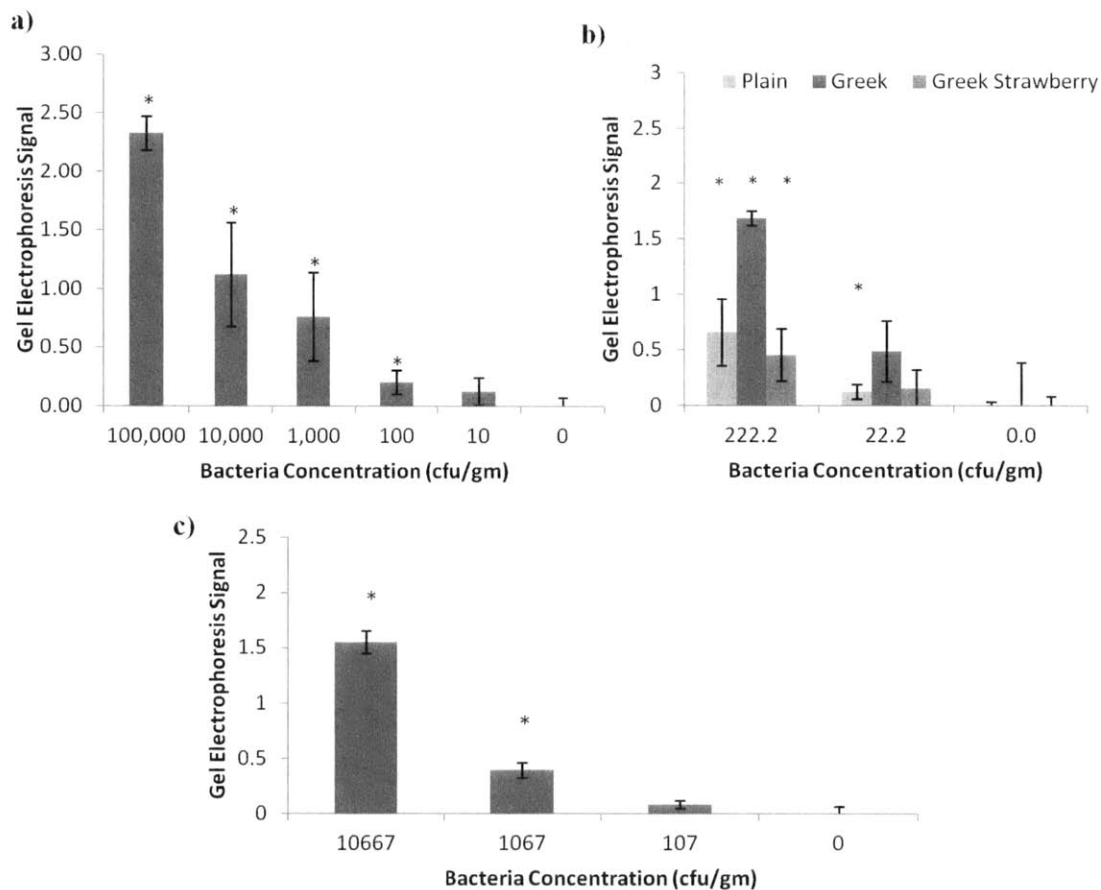 a)
Gel Electrophoresis Signal
3.00
2.50
2.00
1.50
1.00
0.50
0.00
*
*
*
*
100,000 10,000 1,000 100 10 0
Bacteria Concentration (cfu/gm)
b)
Gel Electrophoresis Signal
3
2.5
2
1.5
1
0.5
0
Plain Greek Greek Strawberry
* * *
*
222.2 22.2 0.0
Bacteria Concentration (cfu/gm)
c)
Gel Electrophoresis Signal
2.5
2
1.5
1
0.5
0
*
*
10667 1067 107 0
Bacteria Concentration (cfu/gm)